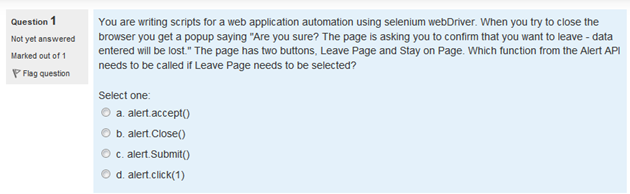 Question 1
Not yet answered
Marked out of 1
Flag question
You are writing scripts for a web application automation using selenium webDriver. When you try to close the
browser you get a popup saying "Are you sure? The page is asking you to confirm that you want to leave - data
entered will be lost." The page has two buttons, Leave Page and Stay on Page. Which function from the Alert API
needs to be called if Leave Page needs to be selected?
Select one:
a. alert.accept()
b. alert.Close()
c. alert.Submit()
d. alert.click(1)